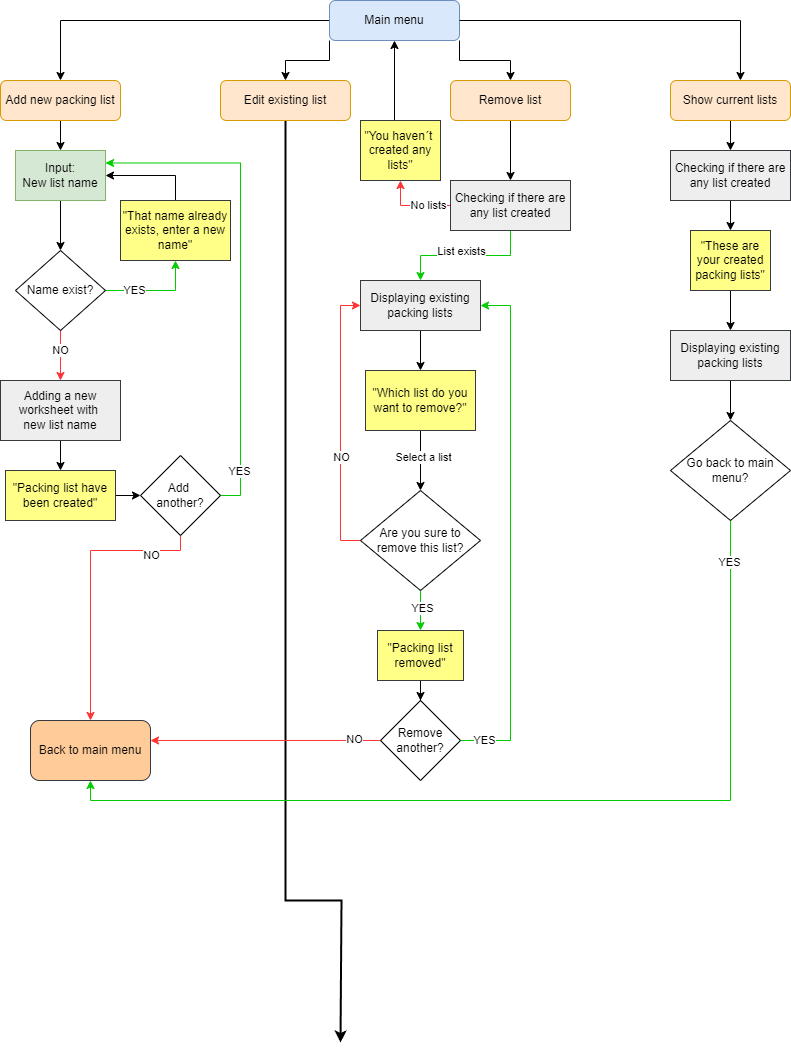 Main menu
Add new packing list
Edit existing list
Remove list
Show current lists
Input:
New list name
"That name already
exists, enter a new
name"
Name exist?
YES
NO
Adding a new
worksheet with
new list name
"Packing list have
been created"
Add
another?
YES
NO
Back to main menu
"You haven´t
created any
lists"
No lists
Checking if there are
any list created
List exists
Displaying existing
packing lists
"Which list do you
want to remove?"
NO
Select a list
Are you sure to
remove this list?
YES
"Packing list
removed"
Remove
another?
NO
YES
Checking if there are
any list created
"These are
your created
packing lists"
Displaying existing
packing lists
Go back to main
menu?
YES